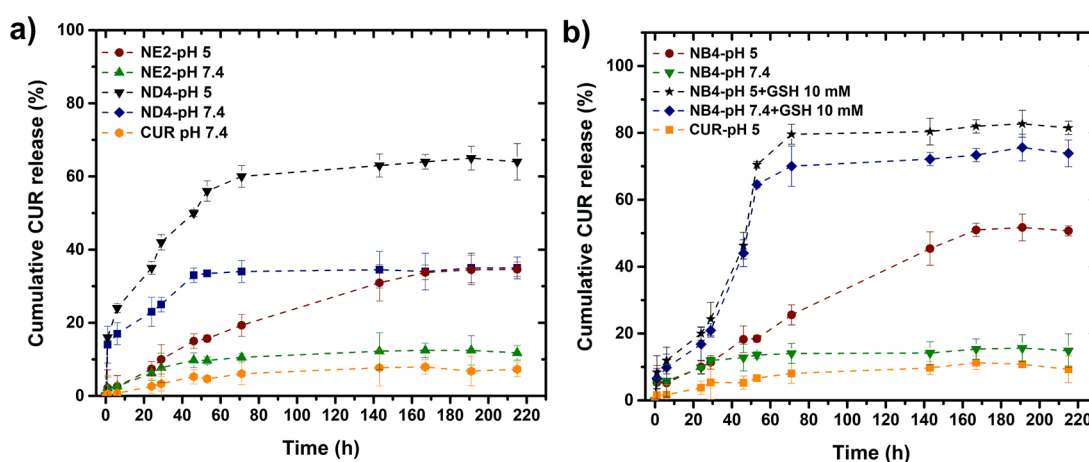 a)
NE2-pH 5
NE2-pH 7.4
ND4-pH 5
ND4-pH 7.4
CUR pH 7.4
Cumulative CUR release (%)
100
80
60
40
20
0
0 20 40 60 80 100 120 140 160 180 200 220
Time (h)
b)
NB4-pH 5
NB4-pH 7.4
NB4-pH 5+GSH 10 mM
NB4-pH 7.4+GSH 10 mM
CUR-pH 5
Cumulative CUR release (%)
100
80
60
40
20
0
0 20 40 60 80 100 120 140 160 180 200 220
Time (h)